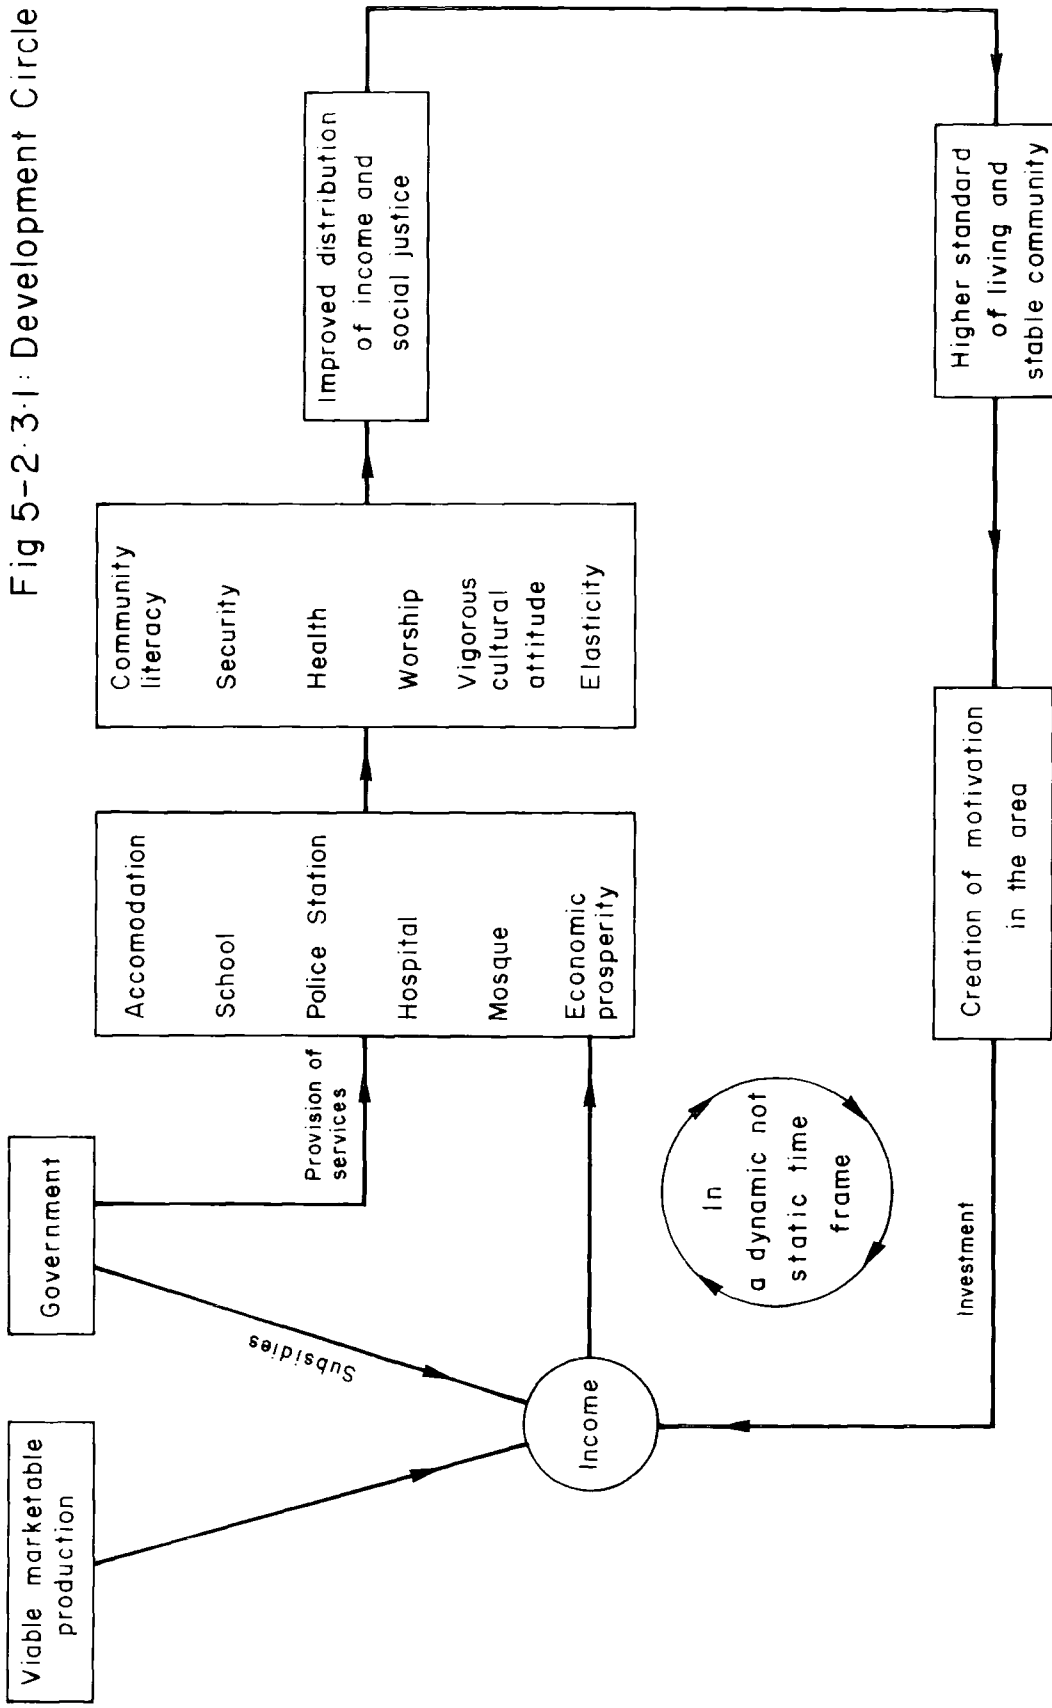 Fig 5-2·3·1: Development Circle
Viable marketable
production
Government
Subsidies
Provision of
services
Income
Accomodation
School
Police Station
Hospital
Mosque
Economic
prosperity
Community
literacy
Security
Health
Worship
Vigorous
cultural
attitude
Elasticity
Improved distribution
of income and
social justice
Higher standard
of living and
stable community
Creation of motivation
in the area
Investment
In
a dynamic not
static time
frame